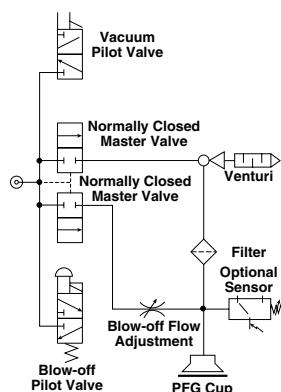 Vacuum
Pilot Valve
Normally Closed
Master Valve
Venturi
Normally Closed
Master Valve
Filter
Optional
Sensor
Blow-off Flow
Adjustment
Blow-off
Pilot Valve
PFG Cup